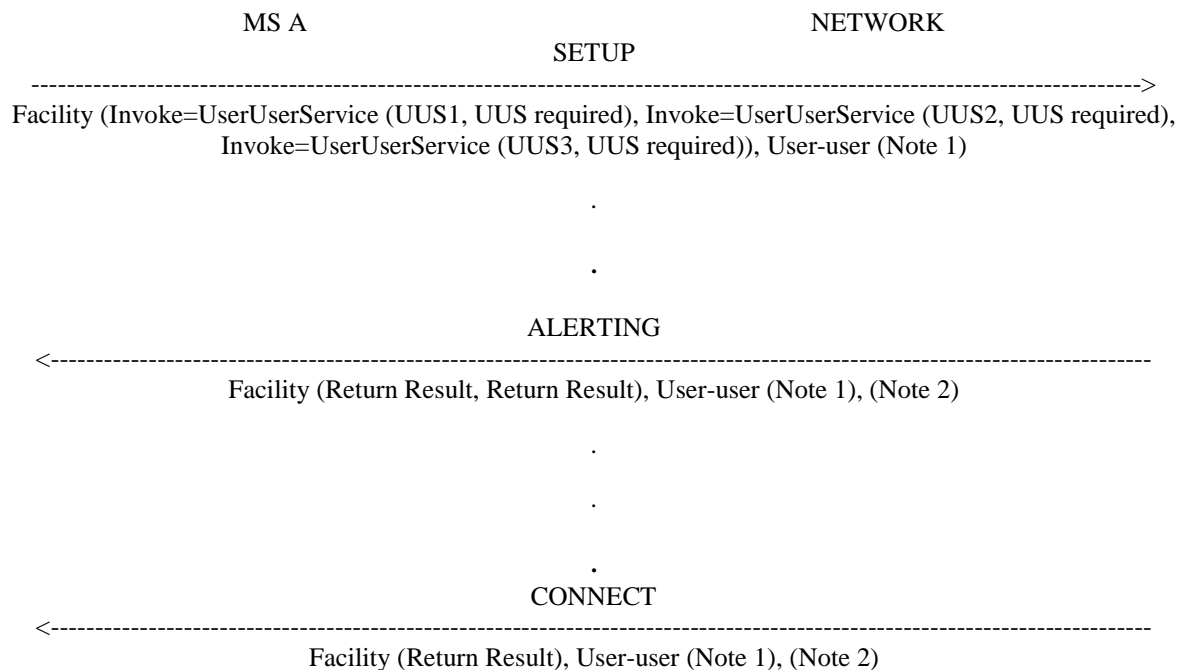 MS A NETWORK
SETUP
------------------------------------------------------------------------------------------------------------------------------>
Facility (Invoke=UserUserService (UUS1, UUS required), Invoke=UserUserService (UUS2, UUS required),
Invoke=UserUserService (UUS3, UUS required)), User-user (Note 1)
.
.
ALERTING
<-----------------------------------------------------------------------------------------------------------------------------
Facility (Return Result, Return Result), User-user (Note 1), (Note 2)
.
.
.
CONNECT
<-----------------------------------------------------------------------------------------------------------------------------
Facility (Return Result), User-user (Note 1), (Note 2)